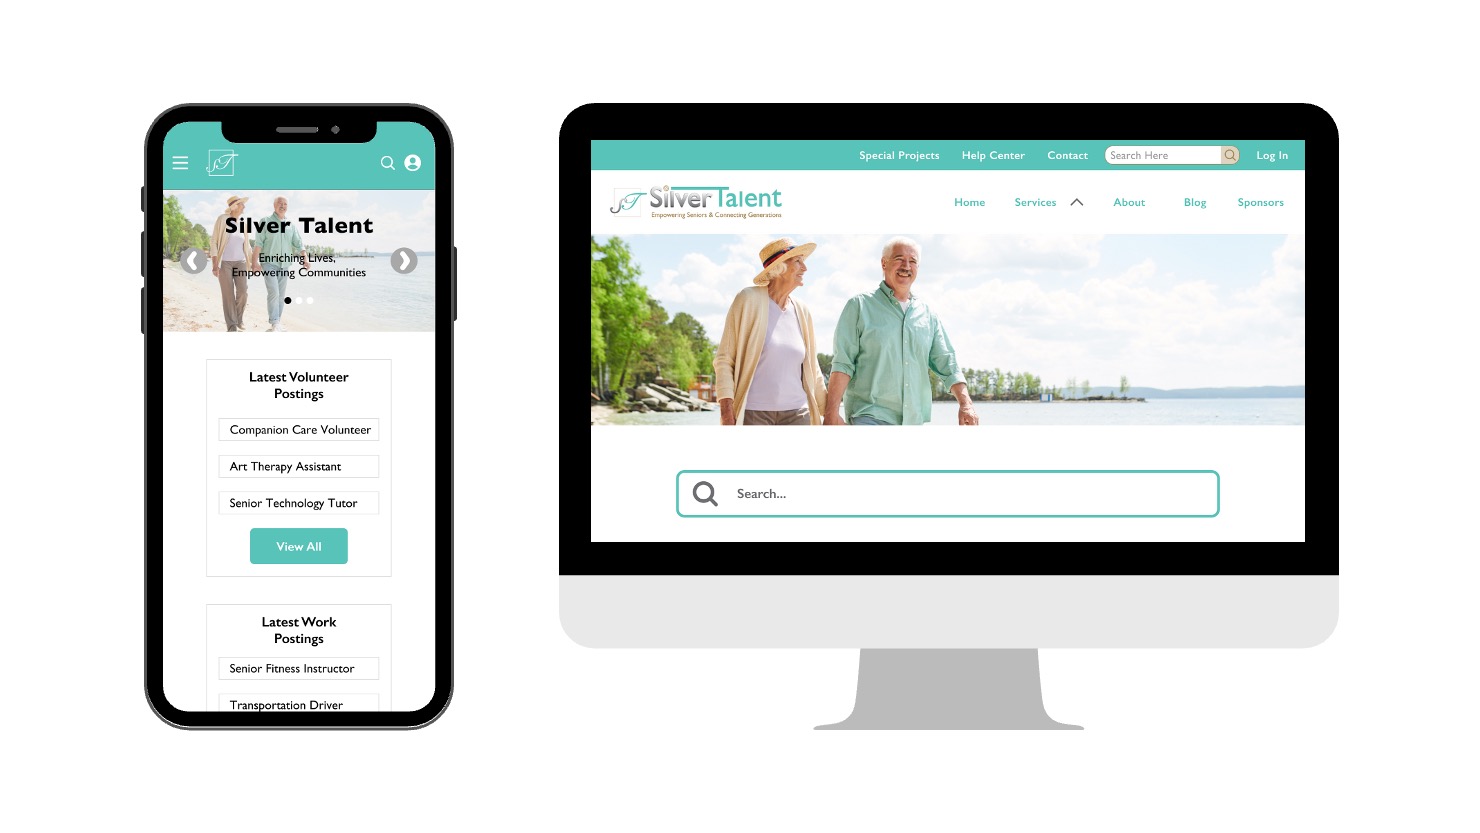 sT
Silver Talent
Enriching Lives,
Empowering Communities
Latest Volunteer
Postings
Companion Care Volunteer
Art Therapy Assistant
Senior Technology Tutor
View All
Latest Work
Postings
Senior Fitness Instructor
Transportation Driver
Special Projects Help Center Contact Search Here Log In
sT SilverTalent
Empowering Seniors & Connecting Generations
Home Services About Blog Sponsors
Search...